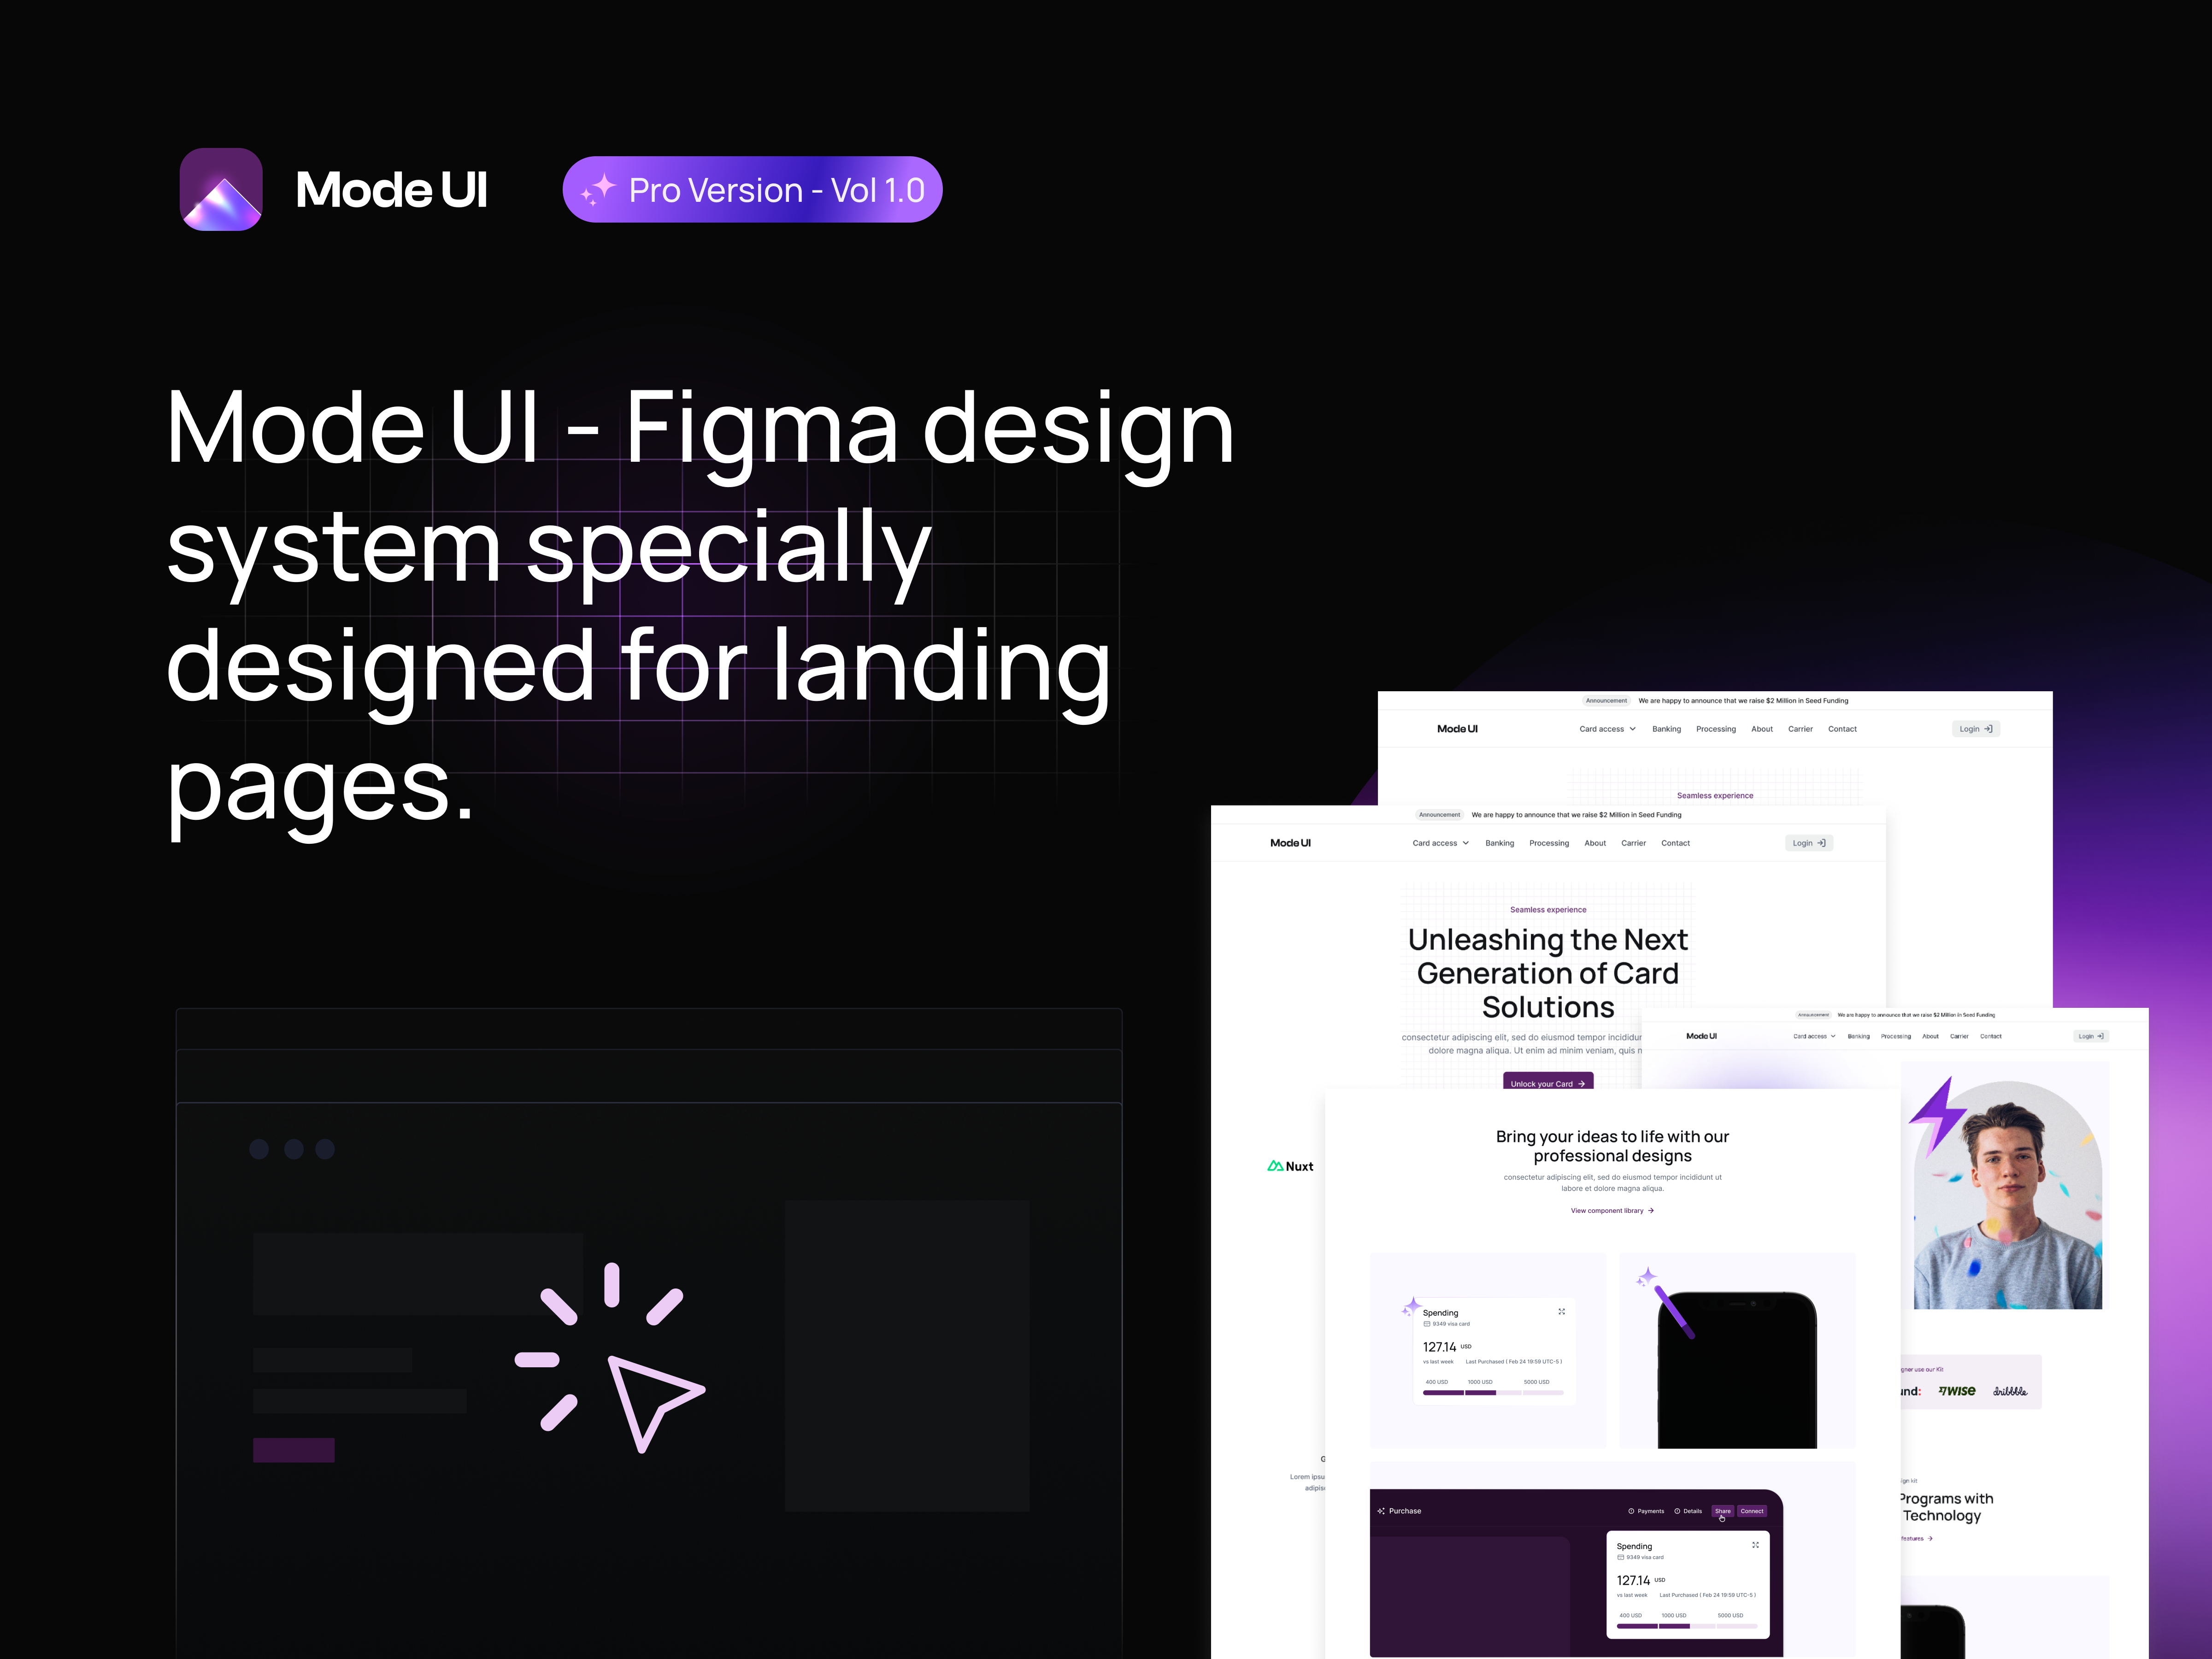 Mode UI
Pro Version - Vol 1.0
Mode UI - Figma design
system specially
designed for landing
pages.
Announcement We are happy to announce that we raise $2 Million in Seed Funding
Mode UI Card access Banking Processing About Carrier Contact Login
Seamless experience
Announcement We are happy to announce that we raise $2 Million in Seed Funding
Mode UI Card access Banking Processing About Carrier Contact Login
Seamless experience
Unleashing the Next
Generation of Card
Solutions
consectetur adipiscing elit, sed do eiusmod tempor incididun
dolore magna aliqua. Ut enim ad minim veniam, quis n
Unlock your Card
Nuxt
G
Lorem ipsu
adipis
Announcement We are happy to announce that we raise $2 Million in Seed Funding
Mode UI Card access Banking Processing About Carrier Contact Login
Bring your ideas to life with our
professional designs
consectetur adipiscing elit, sed do eiusmod tempor incididunt ut
labore et dolore magna aliqua.
View component library
Spending
9349 visa card
127.14 USD
vs last week Last Purchased ( Feb 24 19:59 UTC-5 )
400 USD 1000 USD 5000 USD
Purchase Payments Details Share Connect
Spending
9349 visa card
127.14 USD
vs last week Last Purchased ( Feb 24 19:59 UTC-5 )
400 USD 1000 USD 5000 USD
gner use our Kit
und: 7WISE dribbble
ign kit
Programs with
Technology
features